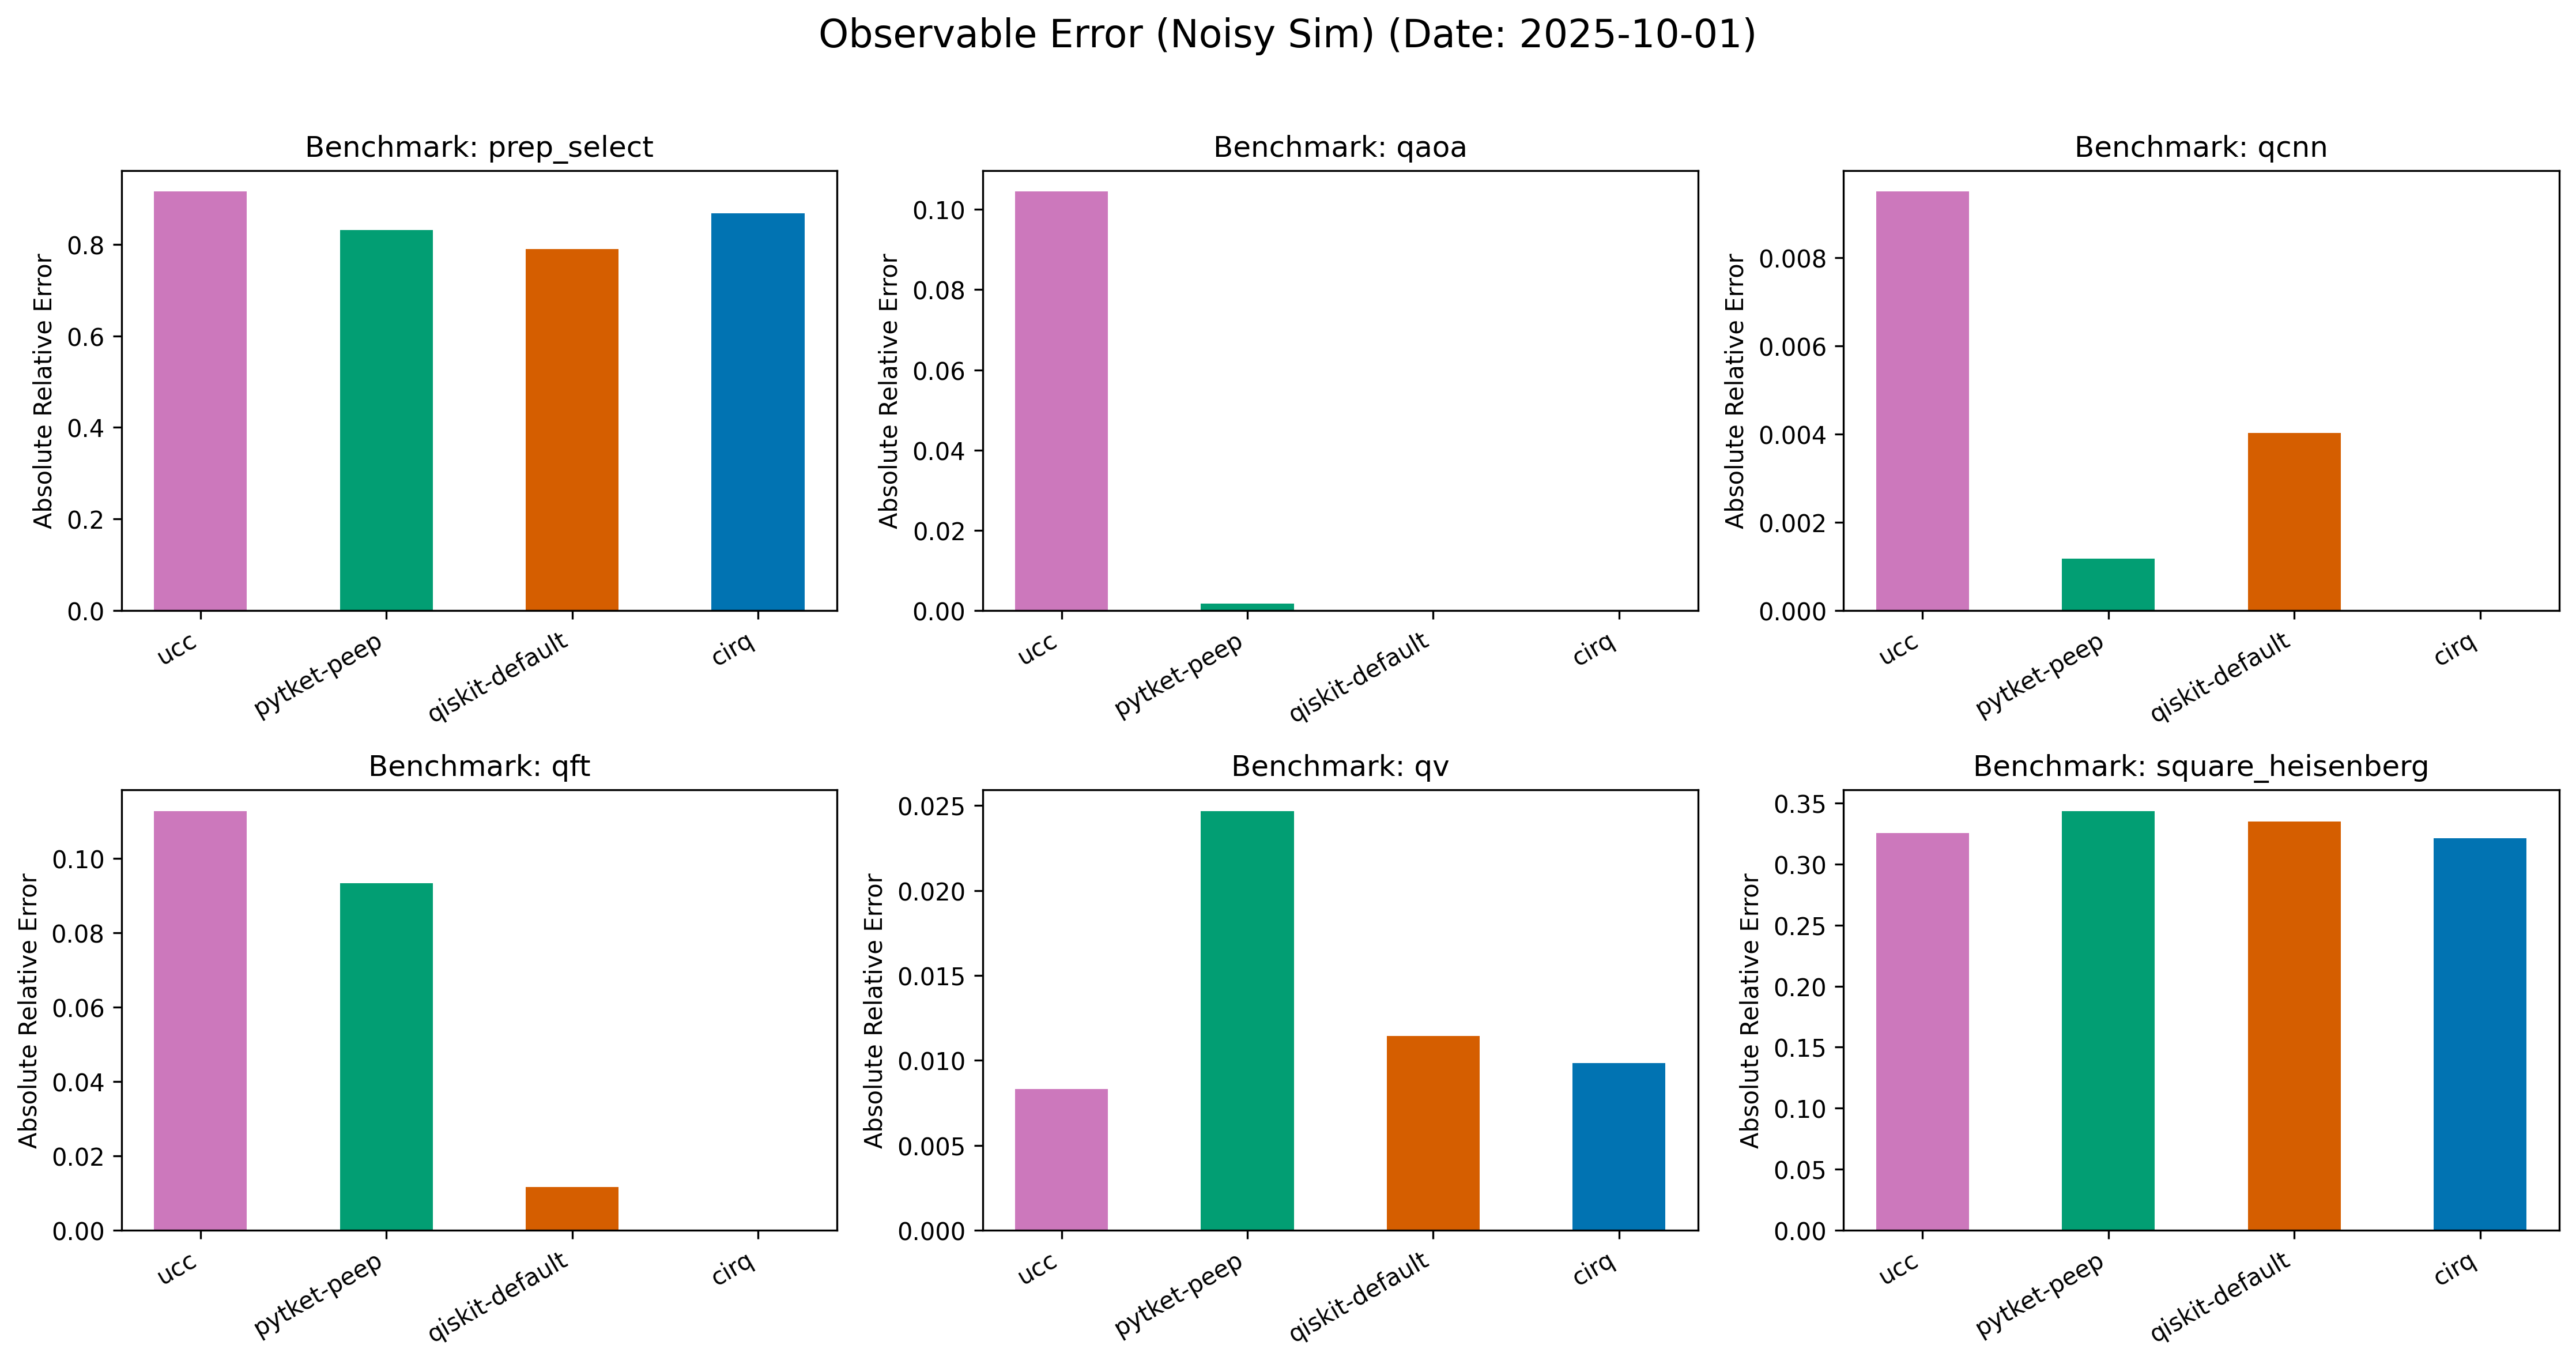 Observable Error (Noisy Sim) (Date: 2025-10-01)
Benchmark: prep_select
Absolute Relative Error
0.8
0.6
0.4
0.2
0.0
ucc
pytket-peep
qiskit-default
cirq
Benchmark: qaoa
Absolute Relative Error
0.10
0.08
0.06
0.04
0.02
0.00
ucc
pytket-peep
qiskit-default
cirq
Benchmark: qcnn
Absolute Relative Error
0.008
0.006
0.004
0.002
0.000
ucc
pytket-peep
qiskit-default
cirq
Benchmark: qft
Absolute Relative Error
0.10
0.08
0.06
0.04
0.02
0.00
ucc
pytket-peep
qiskit-default
cirq
Benchmark: qv
Absolute Relative Error
0.025
0.020
0.015
0.010
0.005
0.000
ucc
pytket-peep
qiskit-default
cirq
Benchmark: square_heisenberg
Absolute Relative Error
0.35
0.30
0.25
0.20
0.15
0.10
0.05
0.00
ucc
pytket-peep
qiskit-default
cirq